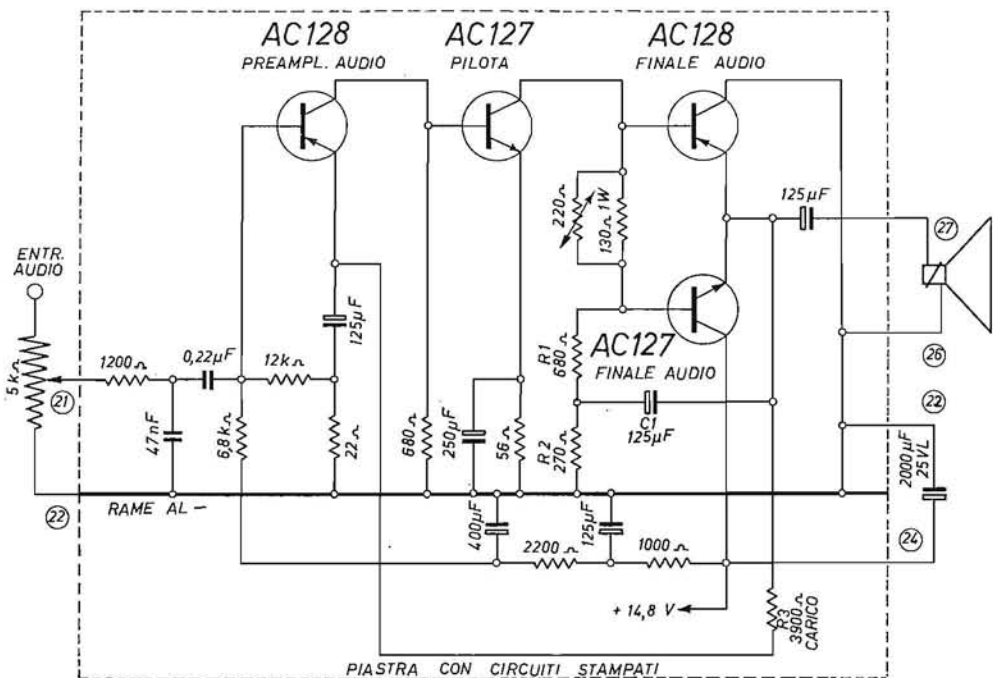 AC128
PREAMPL. AUDIO
AC127
PILOTA
AC128
FINALE AUDIO
220Ω
130Ω 1W
125µF
27
ENTR.
AUDIO
5kΩ
21
1200Ω
0,22µF
12kΩ
125µF
AC127
FINALE AUDIO
R1
680
C1
125µF
26
22
47nF
6,8kΩ
22Ω
680Ω
250µF
56Ω
R2
270Ω
2000µF
25VL
22
RAME AL -
400µF
125µF
24
2200Ω
1000Ω
+ 14,8 V
R3
3900Ω
CARICO
PIASTRA CON CIRCUITI STAMPATI